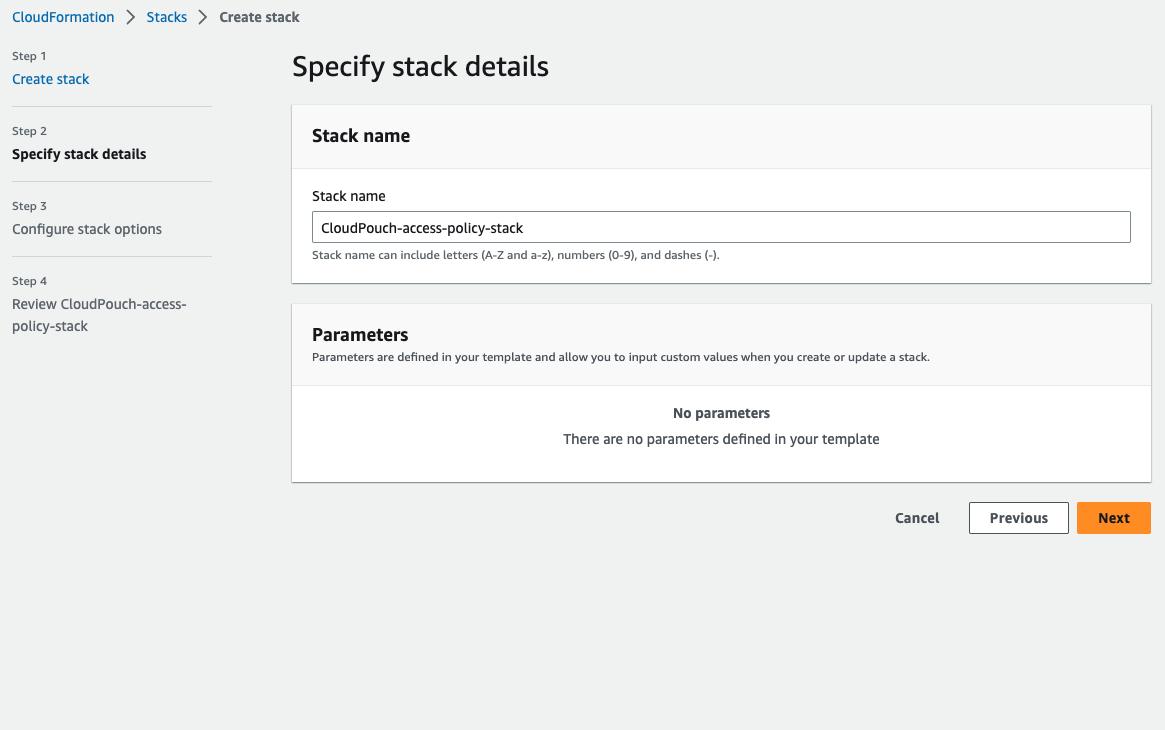 CloudFormation > Stacks > Create stack
Step 1
Create stack
Step 2
Specify stack details
Step 3
Configure stack options
Step 4
Review CloudPouch-access-
policy-stack
Specify stack details
Stack name
Stack name
CloudPouch-access-policy-stack
Stack name can include letters (A-Z and a-z), numbers (0-9), and dashes (-).
Parameters
Parameters are defined in your template and allow you to input custom values when you create or update a stack.
No parameters
There are no parameters defined in your template
Cancel
Previous
Next